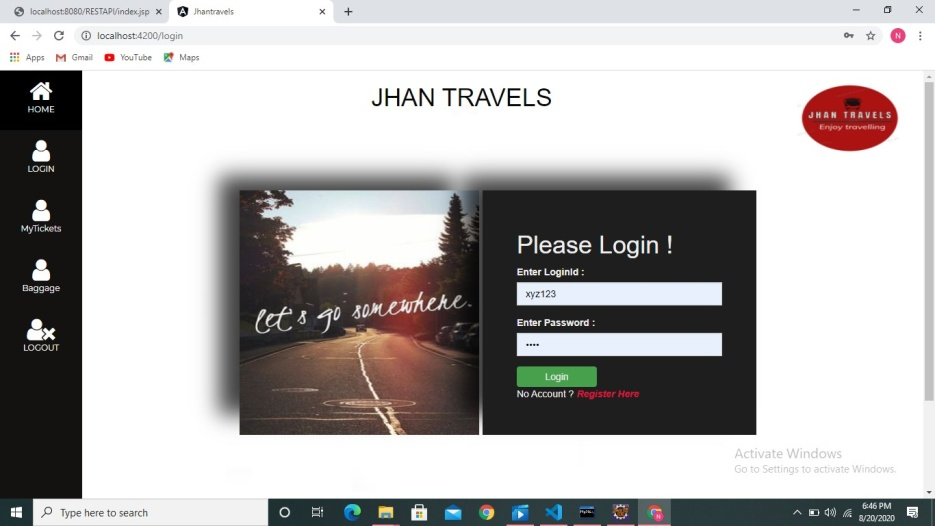 localhost:8080/RESTAPI/index.jsp
Jhantravels
localhost:4200/login
N
Apps
Gmail
YouTube
Maps
HOME
LOGIN
MyTickets
Baggage
LOGOUT
JHAN TRAVELS
JHAN TRAVELS
Enjoy travelling
let's go somewhere.
Please Login !
Enter LoginId :
xyz123
Enter Password :
••••
Login
No Account ? Register Here
Activate Windows
Go to Settings to activate Windows.
Type here to search
6:46 PM
8/20/2020